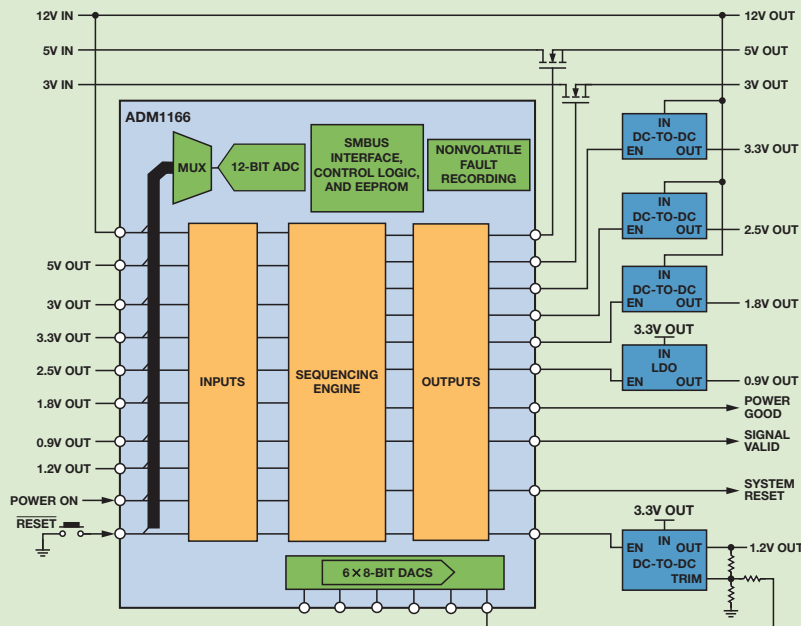 12V IN
12V OUT
5V IN
5V OUT
3V IN
3V OUT
ADM1166
MUX
12-BIT ADC
SMBUS
INTERFACE,
CONTROL LOGIC,
AND EEPROM
NONVOLATILE
FAULT
RECORDING
IN
DC-TO-DC
EN OUT
3.3V OUT
IN
DC-TO-DC
EN OUT
2.5V OUT
IN
DC-TO-DC
EN OUT
1.8V OUT
3.3V OUT
IN
LDO
EN OUT
0.9V OUT
5V OUT
3V OUT
3.3V OUT
2.5V OUT
1.8V OUT
0.9V OUT
1.2V OUT
POWER ON
RESET
INPUTS
SEQUENCING
ENGINE
OUTPUTS
POWER
GOOD
SIGNAL
VALID
SYSTEM
RESET
3.3V OUT
IN
EN OUT
DC-TO-DC
TRIM
1.2V OUT
6 × 8-BIT DACS